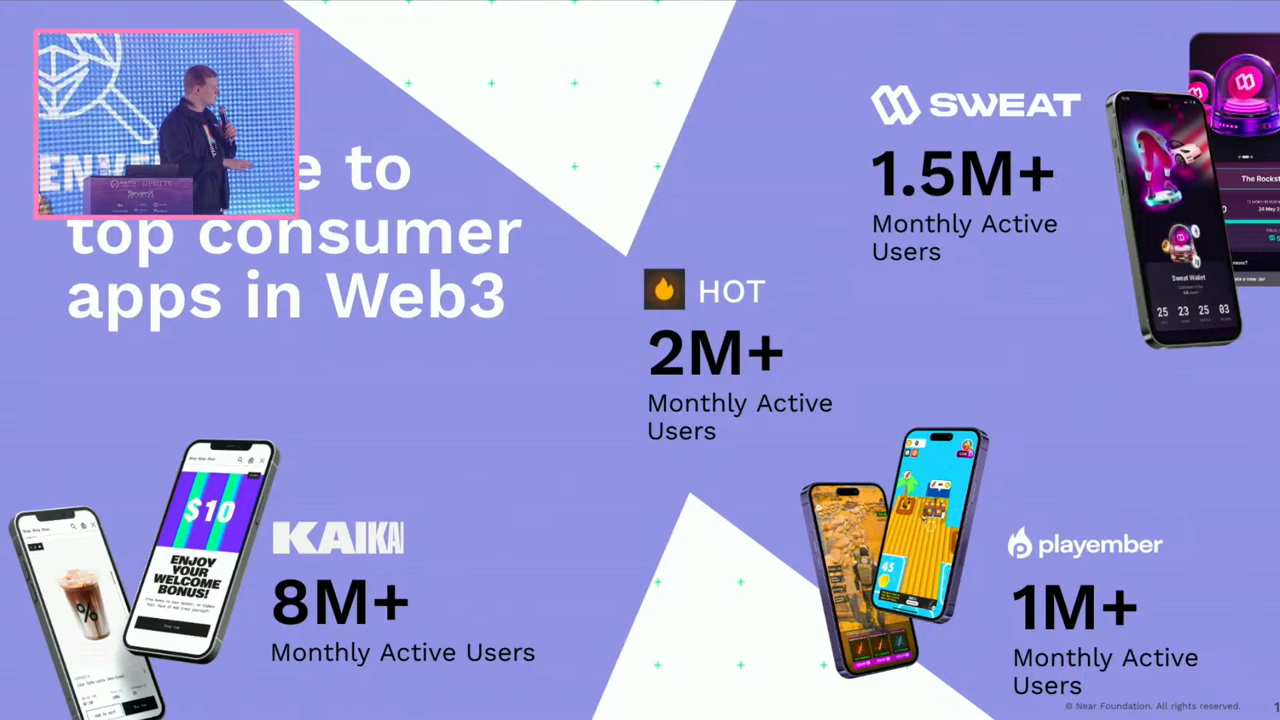 e to
top consumer
apps in Web3
SWEAT
1.5M+
Monthly Active
Users
HOT
2M+
Monthly Active
Users
KAIKAI
8M+
Monthly Active Users
playember
1M+
Monthly Active
Users
$10
ENJOY
YOUR
WELCOME
BONUS!
Sweat Wallet
25 23 25 03
The Rockst
45
© Near Foundation. All rights reserved.